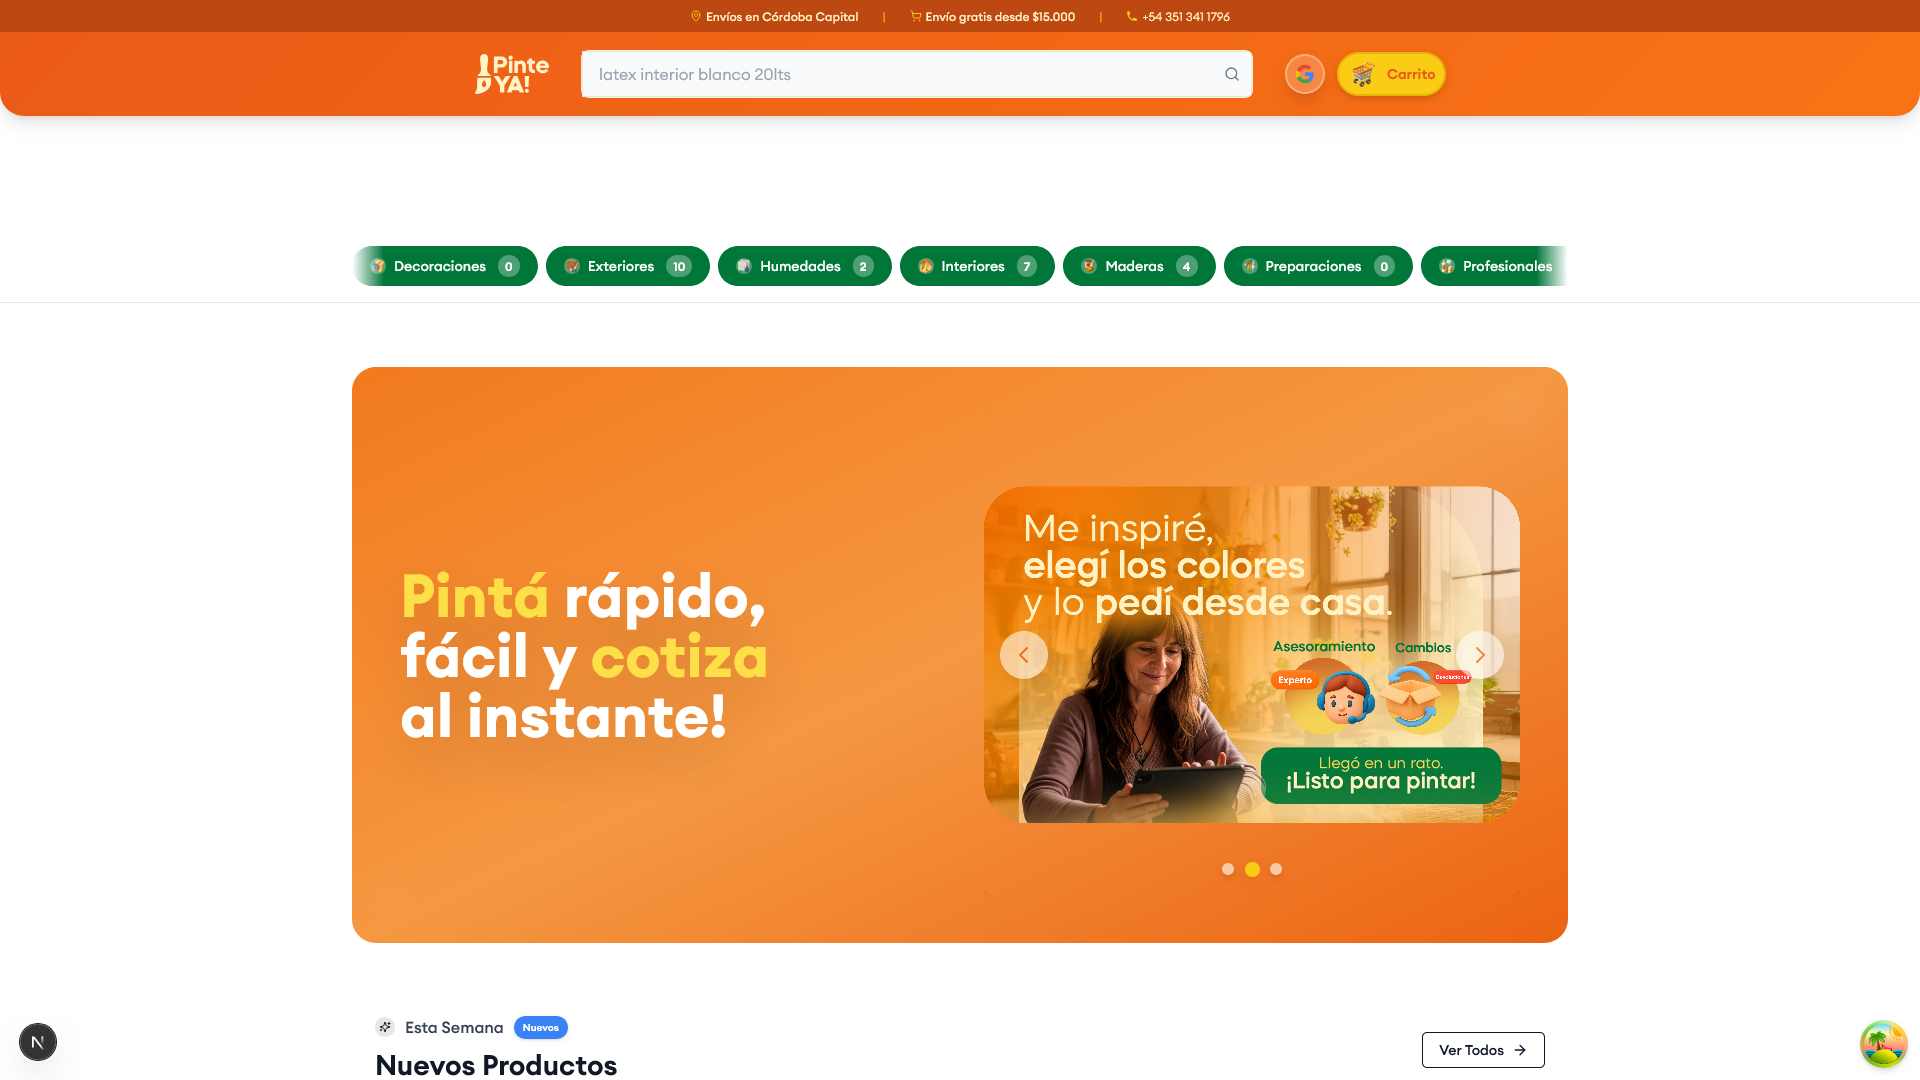 Envíos en Córdoba Capital | Envío gratis desde $15.000 | +54 351 341 1796
Pinte
YA!
latex interior blanco 20lts
Carrito
Decoraciones 0
Exteriores 10
Humedades 2
Interiores 7
Maderas 4
Preparaciones 0
Profesionales
Pintá rápido,
fácil y cotiza
al instante!
Me inspiré,
elegí los colores
y lo pedí desde casa.
Asesoramiento
Experto
Cambios
Devoluciones
Llegó en un rato.
¡Listo para pintar!
Esta Semana Nuevos
Nuevos Productos
Ver Todos
N